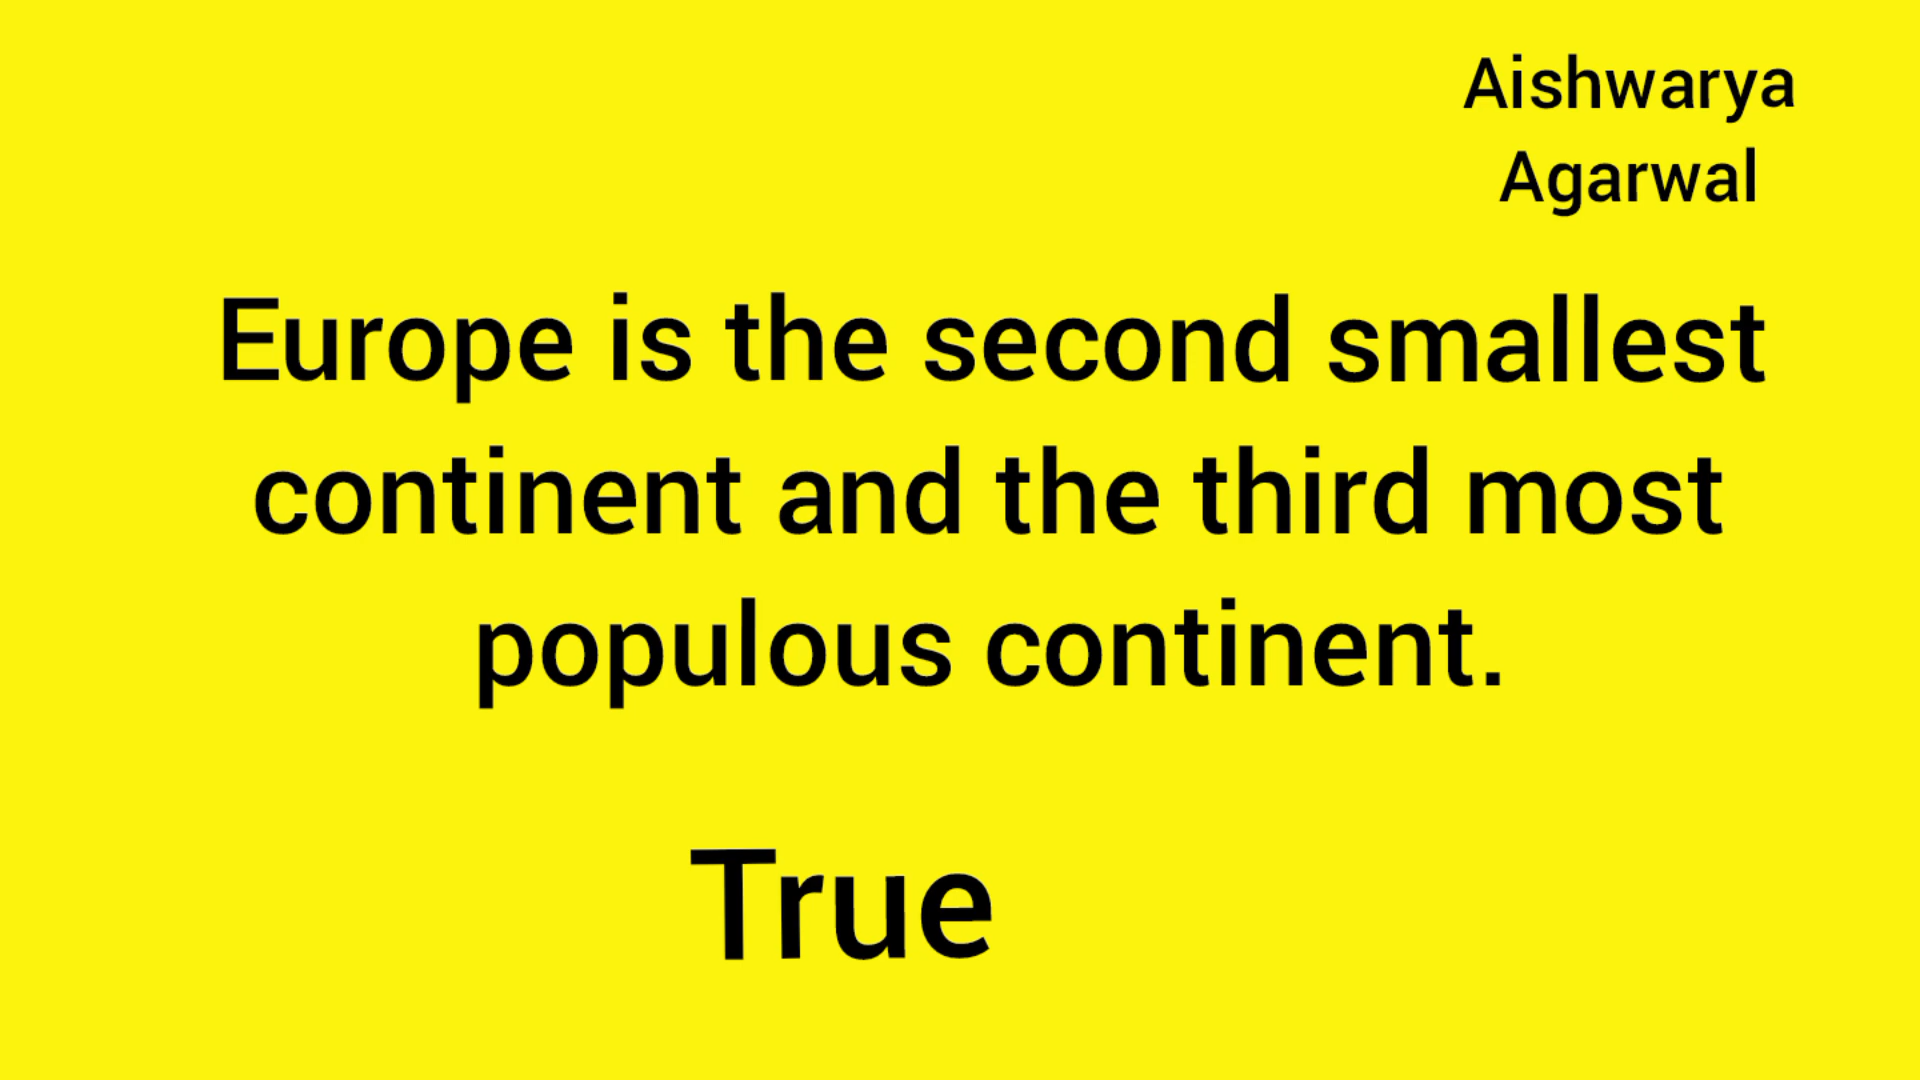 Aishwarya
Agarwal
Europe is the second smallest
continent and the third most
populous continent.
True